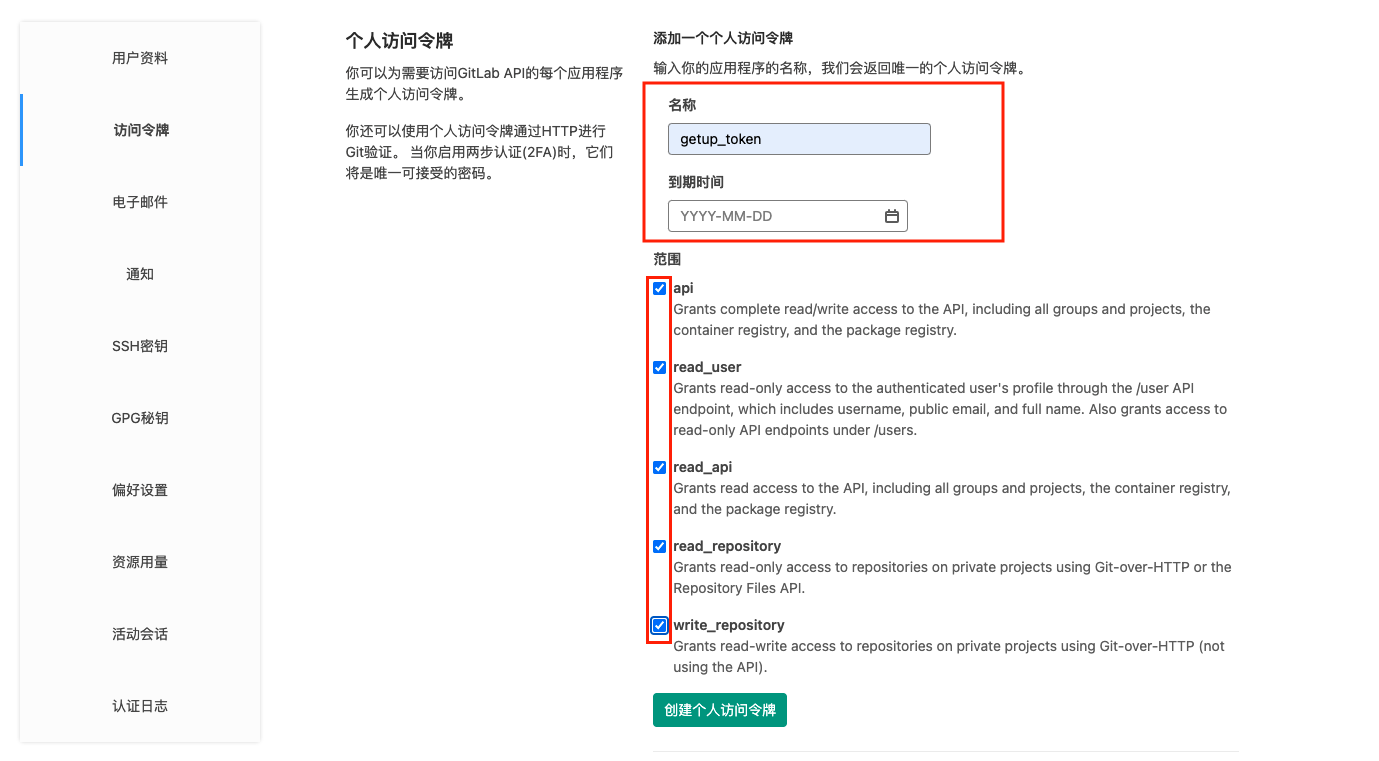 用户资料
访问令牌
电子邮件
通知
SSH密钥
GPG秘钥
偏好设置
资源用量
活动会话
认证日志
个人访问令牌
你可以为需要访问GitLab API的每个应用程序
生成个人访问令牌。
你还可以使用个人访问令牌通过HTTP进行
Git验证。 当你启用两步认证(2FA)时，它们
将是唯一可接受的密码。
添加一个个人访问令牌
输入你的应用程序的名称，我们会返回唯一的个人访问令牌。
名称
getup_token
到期时间
YYYY-MM-DD
范围
api
Grants complete read/write access to the API, including all groups and projects, the
container registry, and the package registry.
read_user
Grants read-only access to the authenticated user's profile through the /user API
endpoint, which includes username, public email, and full name. Also grants access to
read-only API endpoints under /users.
read_api
Grants read access to the API, including all groups and projects, the container registry,
and the package registry.
read_repository
Grants read-only access to repositories on private projects using Git-over-HTTP or the
Repository Files API.
write_repository
Grants read-write access to repositories on private projects using Git-over-HTTP (not
using the API).
创建个人访问令牌